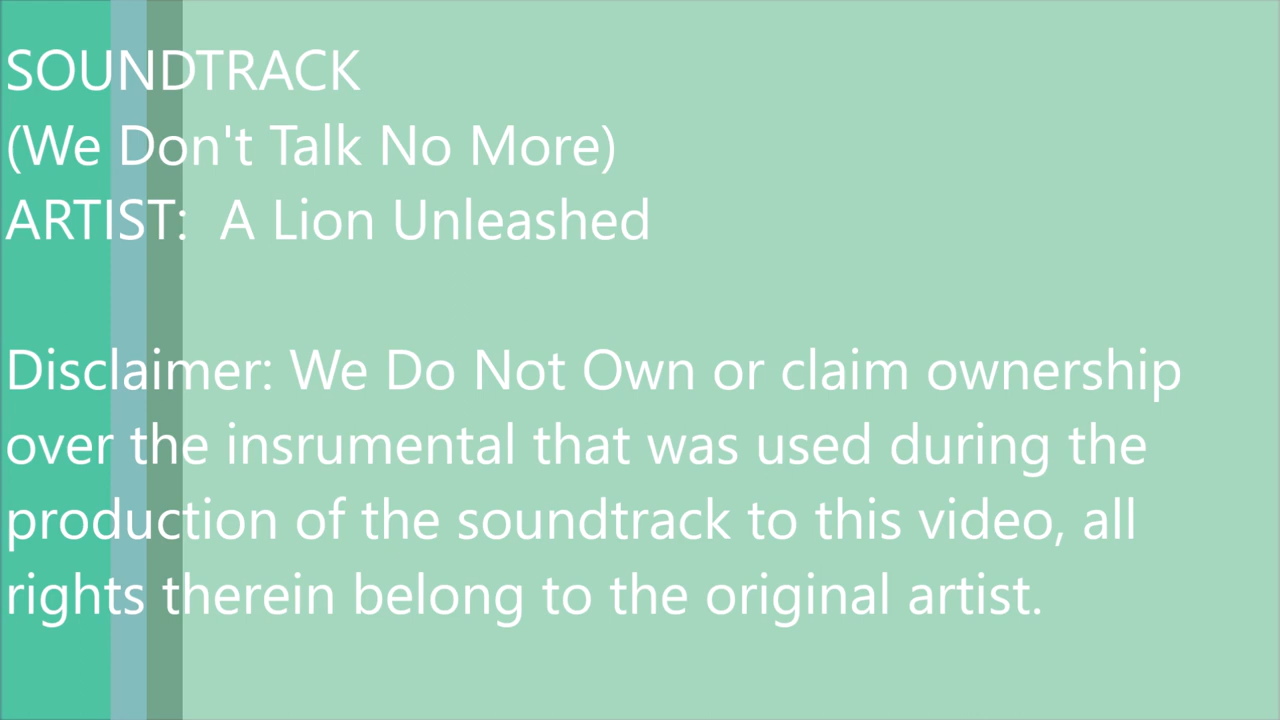 SOUNDTRACK
(We Don't Talk No More)
ARTIST:  A Lion Unleashed
Disclaimer: We Do Not Own or claim ownership
over the insrumental that was used during the
production of the soundtrack to this video, all
rights therein belong to the original artist.